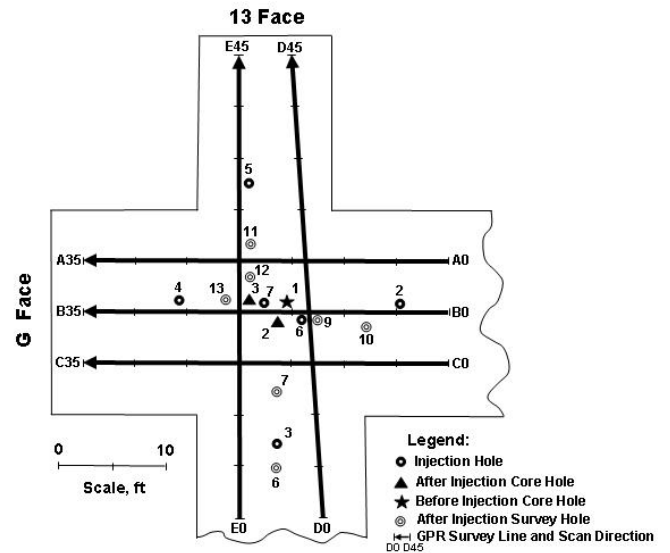 13 Face
E45 D45
5
11
A35 A0
12
4 13 3 7 1 2
B35 B0
2 6 9
10
C35 C0
7
3
6
E0 D0
G Face
0 10
Scale, ft
Legend:
Injection Hole
After Injection Core Hole
Before Injection Core Hole
After Injection Survey Hole
GPR Survey Line and Scan Direction
D0 D45